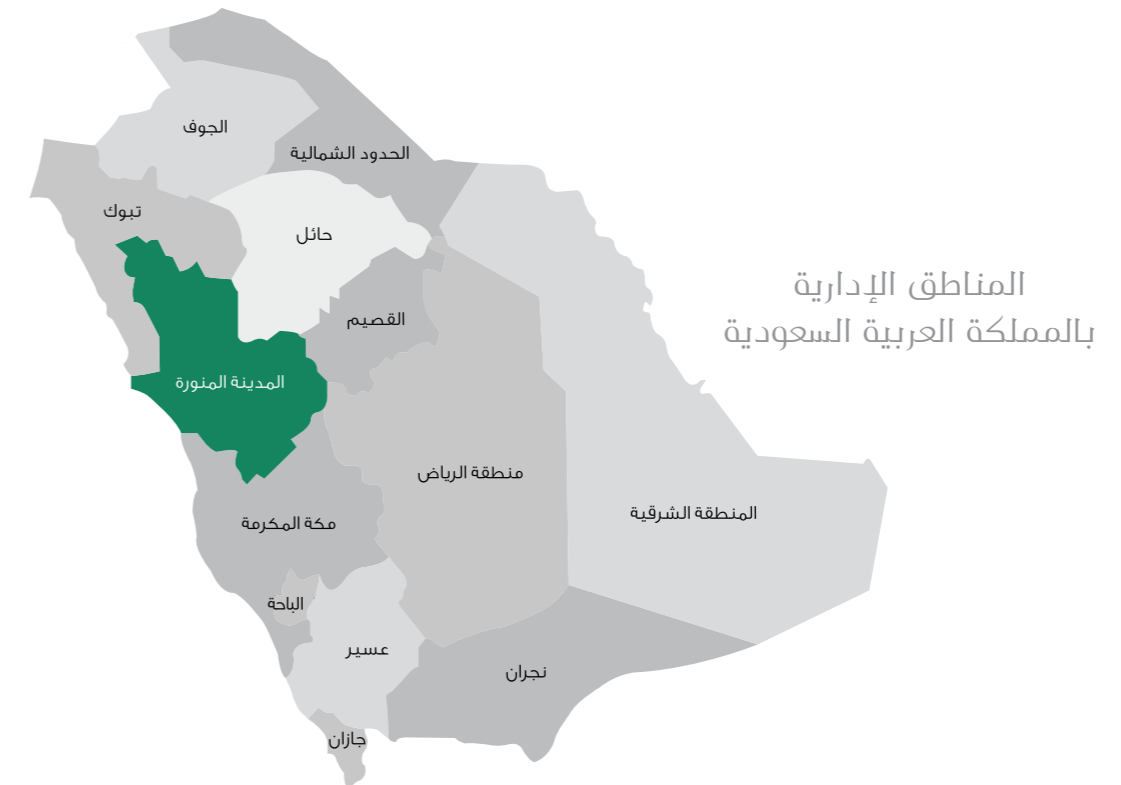 المناطق الإدارية
بالمملكة العربية السعودية
الجوف
الحدود الشمالية
تبوك
حائل
القصيم
المدينة المنورة
منطقة الرياض
المنطقة الشرقية
مكة المكرمة
الباحة
عسير
نجران
جازان